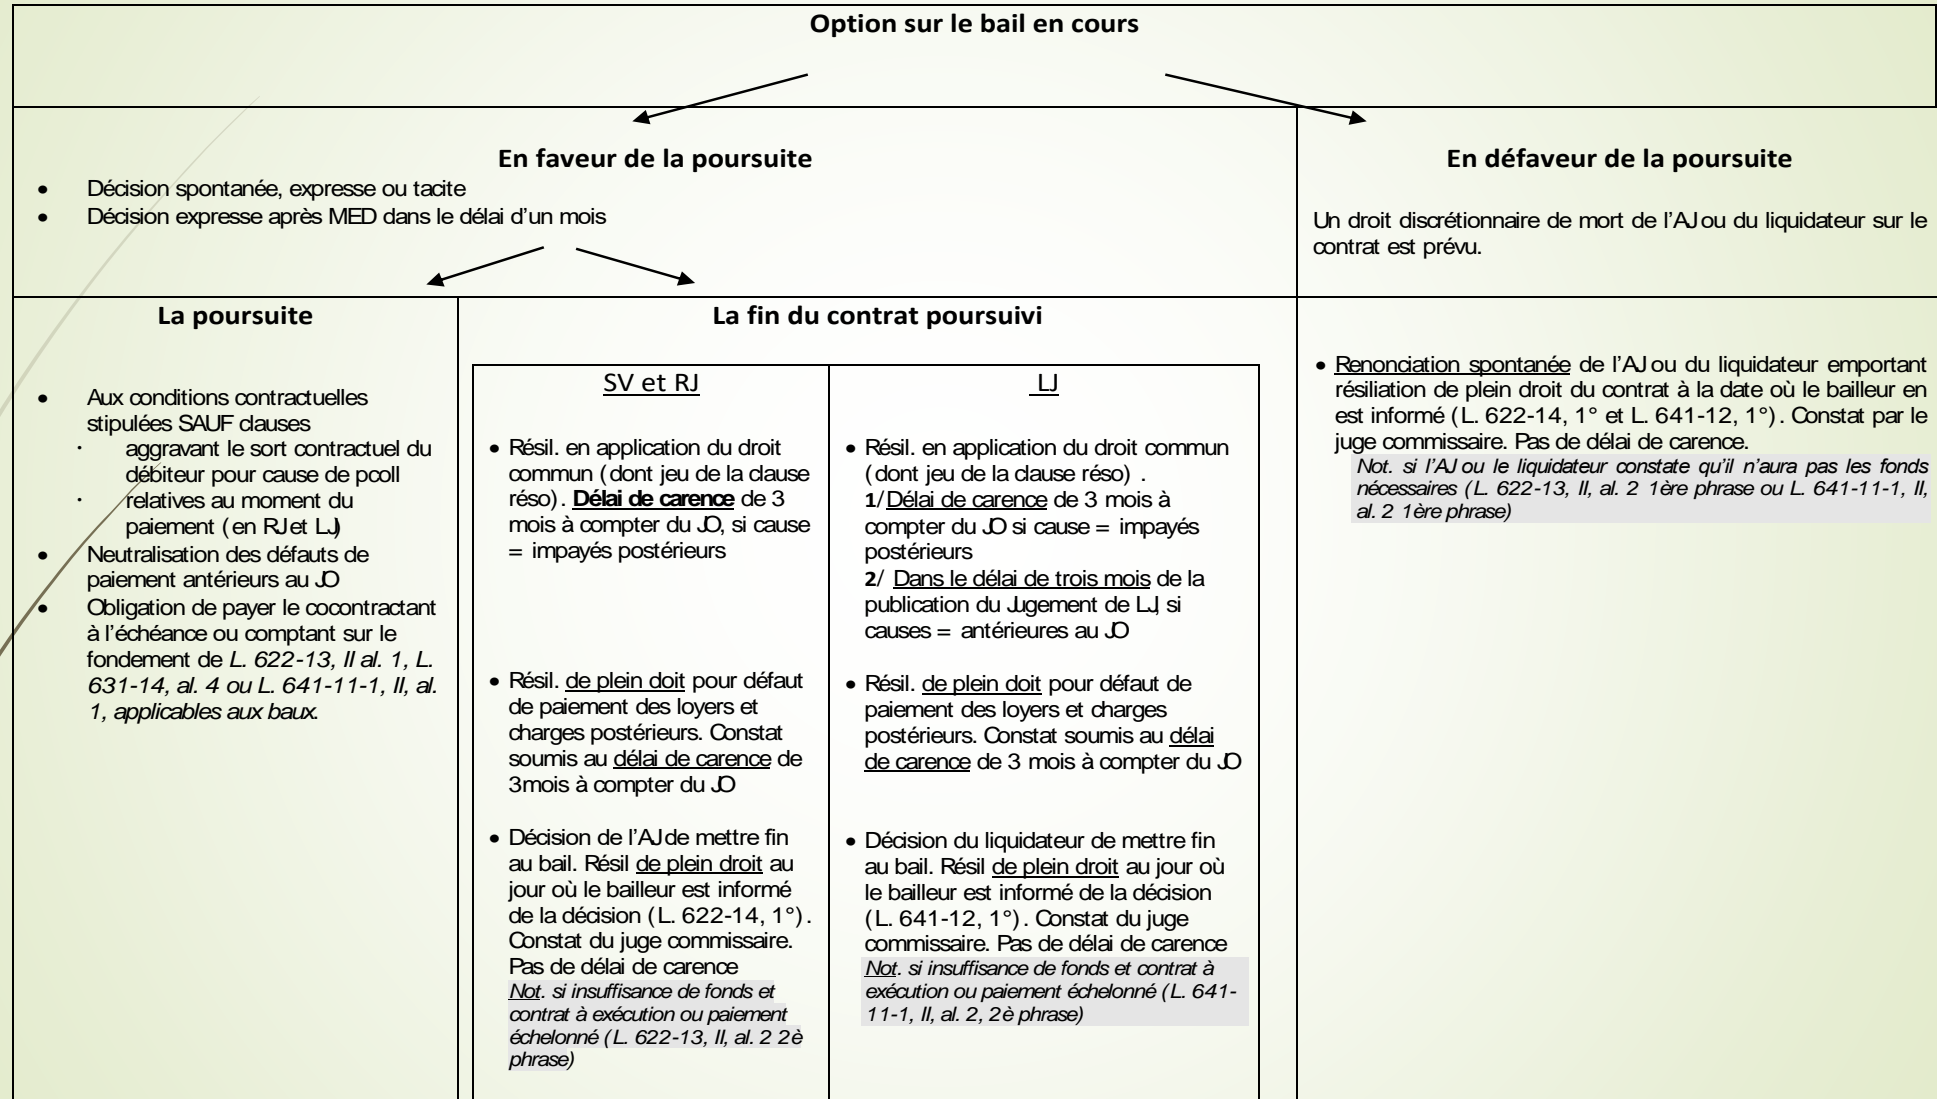 Option sur le bail en cours
En faveur de la poursuite
• Décision spontanée, expresse ou tacite
• Décision expresse après MED dans le délai d'un mois
En défaveur de la poursuite
Un droit discrétionnaire de mort de l'AJ ou du liquidateur sur le
contrat est prévu.
La poursuite
• Aux conditions contractuelles
stipulées SAUF clauses
· aggravant le sort contractuel du
débiteur pour cause de pcoll
· relatives au moment du
paiement (en RJ et LJ)
• Neutralisation des défauts de
paiement antérieurs au JO
• Obligation de payer le cocontractant
à l'échéance ou comptant sur le
fondement de L. 622-13, II al. 1, L.
631-14, al. 4 ou L. 641-11-1, II, al.
1, applicables aux baux.
La fin du contrat poursuivi
SV et RJ
• Résil. en application du droit
commun (dont jeu de la clause
réso). Délai de carence de 3
mois à compter du JO, si cause
= impayés postérieurs
• Résil. de plein doit pour défaut
de paiement des loyers et
charges postérieurs. Constat
soumis au délai de carence de
3mois à compter du JO
• Décision de l'AJ de mettre fin
au bail. Résil de plein droit au
jour où le bailleur est informé
de la décision (L. 622-14, 1°).
Constat du juge commissaire.
Pas de délai de carence
Not. si insuffisance de fonds et
contrat à exécution ou paiement
échelonné (L. 622-13, II, al. 2 2è
phrase)
LJ
• Résil. en application du droit commun
(dont jeu de la clause réso) .
1/Délai de carence de 3 mois à
compter du JO si cause = impayés
postérieurs
2/ Dans le délai de trois mois de la
publication du Jugement de LJ, si
causes = antérieures au JO
• Résil. de plein doit pour défaut de
paiement des loyers et charges
postérieurs. Constat soumis au délai
de carence de 3 mois à compter du JO
• Décision du liquidateur de mettre fin
au bail. Résil de plein droit au jour où
le bailleur est informé de la décision
(L. 641-12, 1°). Constat du juge
commissaire. Pas de délai de carence
Not. si insuffisance de fonds et contrat à
exécution ou paiement échelonné (L. 641-
11-1, II, al. 2, 2è phrase)
• Renonciation spontanée de l'AJ ou du liquidateur emportant
résiliation de plein droit du contrat à la date où le bailleur en
est informé (L. 622-14, 1° et L. 641-12, 1°). Constat par le
juge commissaire. Pas de délai de carence.
Not. si l'AJ ou le liquidateur constate qu'il n'aura pas les fonds
nécessaires (L. 622-13, II, al. 2 1ère phrase ou L. 641-11-1, II,
al. 2 1ère phrase)